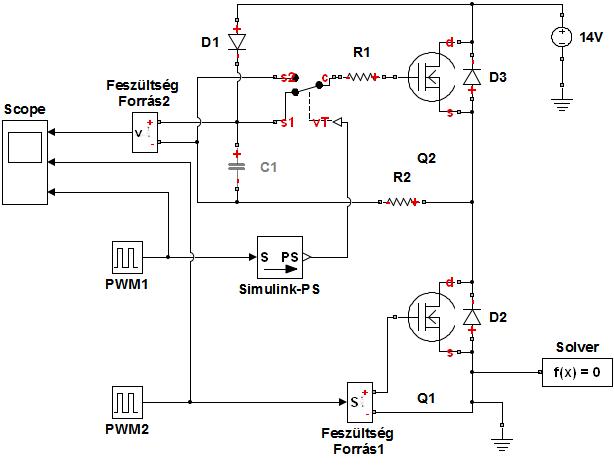 D1
d
14V
R1
D3
Feszültség
Forrás2
s2
c
Scope
v
s
s1
vT
C1
Q2
R2
S PS
d
PWM1
Simulink-PS
D2
Solver
s
f(x) = 0
S
Q1
PWM2
Feszültség
Forrás1